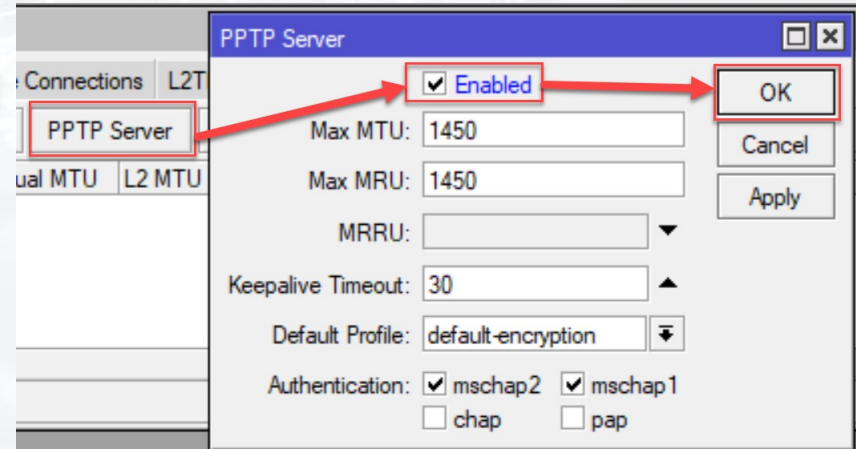 PPTP Server
Connections L2T
Enabled
OK
PPTP Server
Max MTU: 1450
Cancel
ual MTU L2 MTU
Max MRU: 1450
Apply
MRRU:
Keepalive Timeout: 30
Default Profile: default-encryption
Authentication: mschap2 mschap1
chap pap